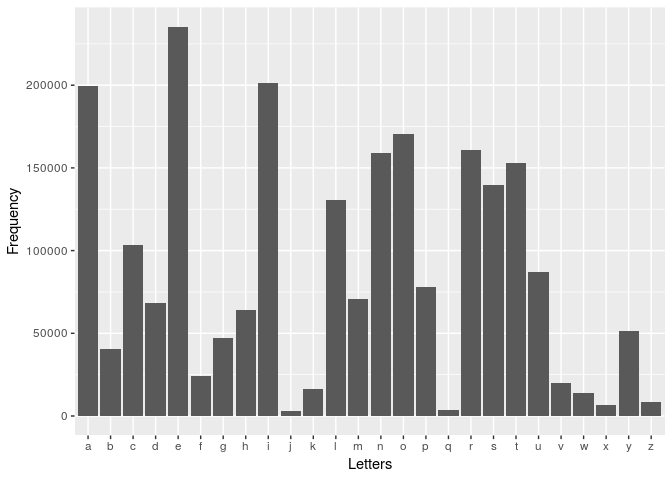 Frequency
200000
150000
100000
50000
0
a b c d e f g h i j k l m n o p q r s t u v w x y z
Letters